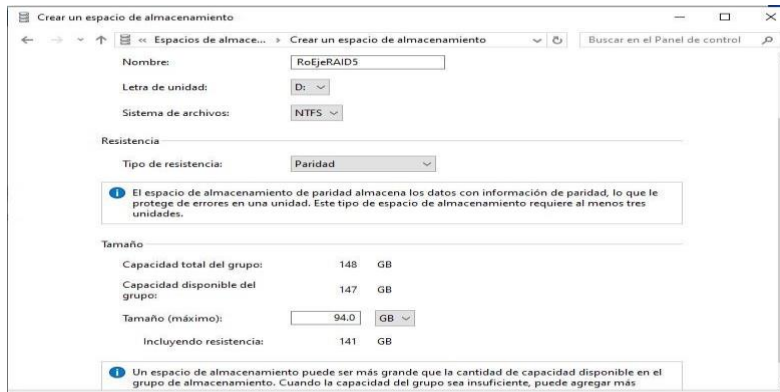 Crear un espacio de almacenamiento
« Espacios de almace... > Crear un espacio de almacenamiento Buscar en el Panel de control
Nombre: RoEjeRAID5
Letra de unidad: D:
Sistema de archivos: NTFS
Resistencia
Tipo de resistencia: Paridad
El espacio de almacenamiento de paridad almacena los datos con información de paridad, lo que le
protege de errores en una unidad. Este tipo de espacio de almacenamiento requiere al menos tres
unidades.
Tamaño
Capacidad total del grupo: 148 GB
Capacidad disponible del
grupo: 147 GB
Tamaño (máximo): 94.0 GB
Incluyendo resistencia: 141 GB
Un espacio de almacenamiento puede ser más grande que la cantidad de capacidad disponible en el
grupo de almacenamiento. Cuando la capacidad del grupo sea insuficiente, puede agregar más